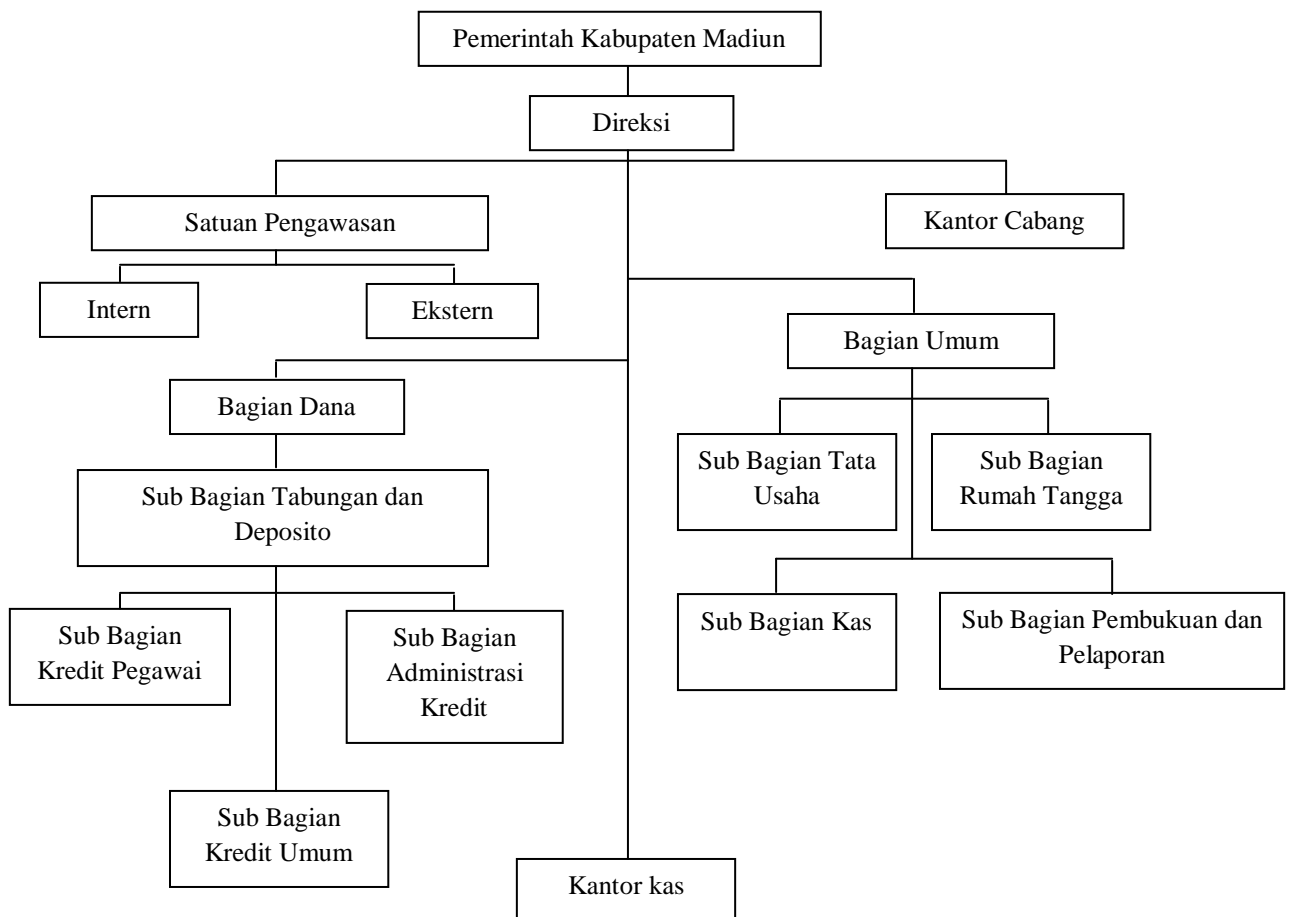 Pemerintah Kabupaten Madiun
Direksi
Satuan Pengawasan
Kantor Cabang
Intern
Ekstern
Bagian Umum
Bagian Dana
Sub Bagian Tata
Usaha
Sub Bagian
Rumah Tangga
Sub Bagian Tabungan dan
Deposito
Sub Bagian
Kredit Pegawai
Sub Bagian
Administrasi
Kredit
Sub Bagian Kas
Sub Bagian Pembukuan dan
Pelaporan
Sub Bagian
Kredit Umum
Kantor kas